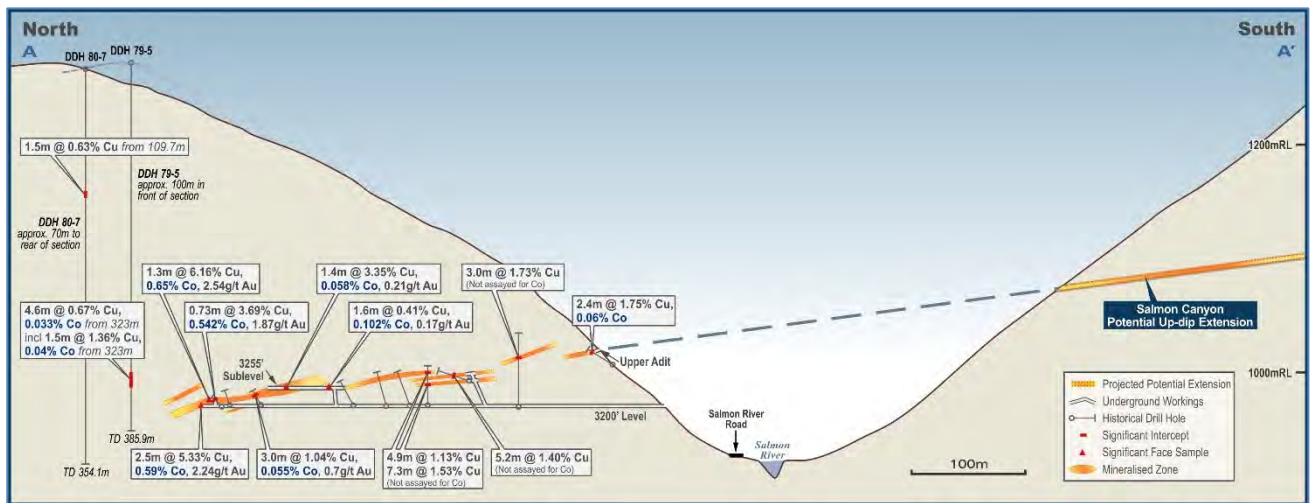 North
A
South
A'
DDH 80-7
DDH 79-5
1.5m @ 0.63% Cu from 109.7m
DDH 79-5
approx. 100m in
front of section
DDH 80-7
approx. 70m to
rear of section
1200mRL
1000mRL
1.3m @ 6.16% Cu,
0.65% Co, 2.54g/t Au
1.4m @ 3.35% Cu,
0.058% Co, 0.21g/t Au
3.0m @ 1.73% Cu
(Not assayed for Co)
4.6m @ 0.67% Cu,
0.033% Co from 323m
incl 1.5m @ 1.36% Cu,
0.04% Co from 323m
0.73m @ 3.69% Cu,
0.542% Co, 1.87g/t Au
1.6m @ 0.41% Cu,
0.102% Co, 0.17g/t Au
2.4m @ 1.75% Cu,
0.06% Co
Upper Adit
3255'
Sublevel
3200' Level
Salmon Canyon
Potential Up-dip Extension
Salmon River
Road
Salmon
River
TD 385.9m
TD 354.1m
2.5m @ 5.33% Cu,
0.59% Co, 2.24g/t Au
3.0m @ 1.04% Cu,
0.055% Co, 0.7g/t Au
4.9m @ 1.13% Cu
7.3m @ 1.53% Cu
(Not assayed for Co)
5.2m @ 1.40% Cu
(Not assayed for Co)
100m
Projected Potential Extension
Underground Workings
Historical Drill Hole
Significant Intercept
Significant Face Sample
Mineralised Zone